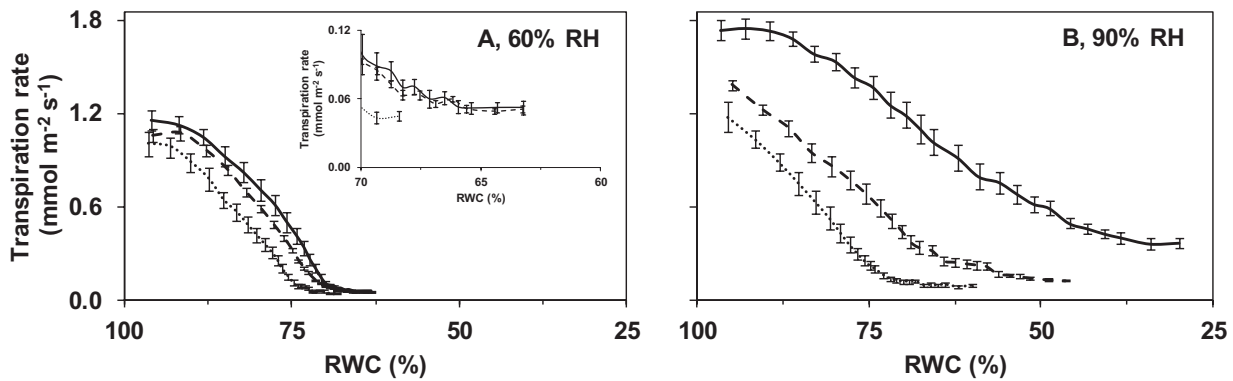 A, 60% RH
Transpiration rate
(mmol m-2 s-1)
1.8
1.2
0.6
0.0
100
75
50
25
RWC (%)
Transpiration rate
(mmol m-2 s-1)
0.12
0.06
0.00
70
65
60
RWC (%)
B, 90% RH
100
75
50
25
RWC (%)